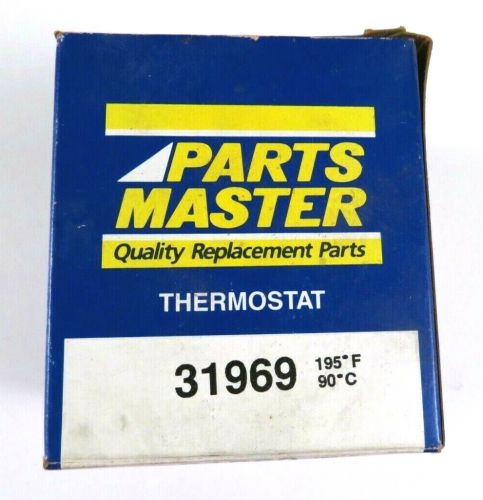 PARTS
MASTER
Quality Replacement Parts
THERMOSTAT
31969 195°F
90°C